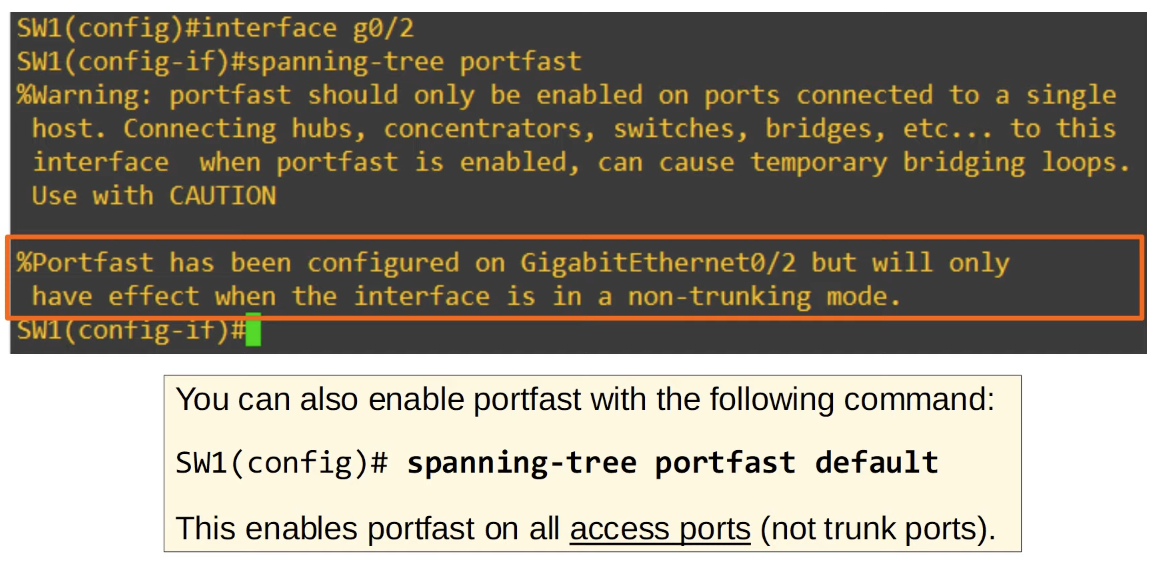 SW1(config)#interface g0/2
SW1(config-if)#spanning-tree portfast
%Warning: portfast should only be enabled on ports connected to a single
host. Connecting hubs, concentrators, switches, bridges, etc... to this
interface  when portfast is enabled, can cause temporary bridging loops.
Use with CAUTION
%Portfast has been configured on GigabitEthernet0/2 but will only
have effect when the interface is in a non-trunking mode.
SW1(config-if)#
You can also enable portfast with the following command:
SW1(config)# spanning-tree portfast default
This enables portfast on all access ports (not trunk ports).